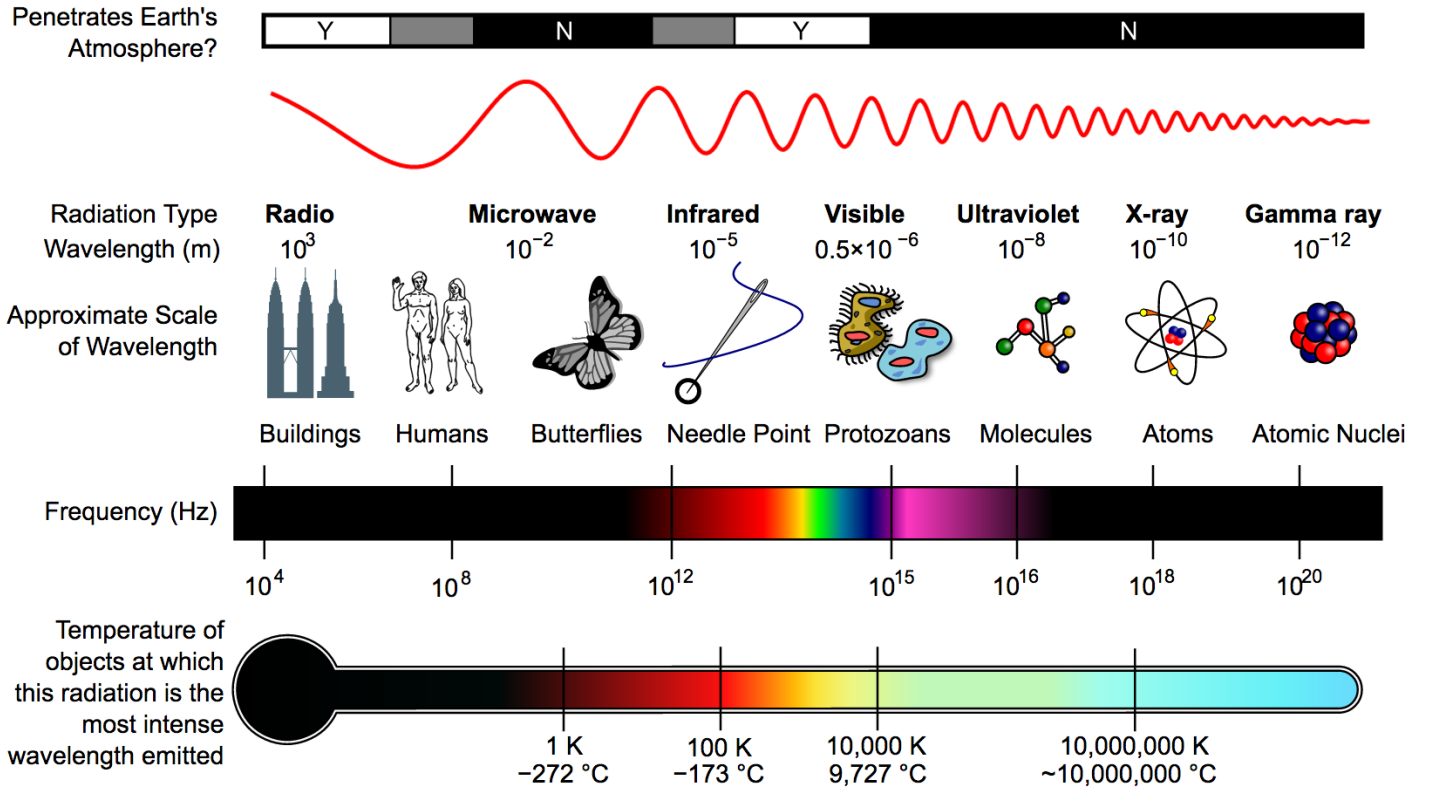 Penetrates Earth's
Atmosphere?
Y N Y N
Radiation Type
Radio Microwave Infrared Visible Ultraviolet X-ray Gamma ray
Wavelength (m)
10³ 10⁻² 10⁻⁵ 0.5×10⁻⁶ 10⁻⁸ 10⁻¹⁰ 10⁻¹²
Approximate Scale
of Wavelength
Buildings Humans Butterflies Needle Point Protozoans Molecules Atoms Atomic Nuclei
Frequency (Hz)
10⁴ 10⁸ 10¹² 10¹⁵ 10¹⁶ 10¹⁸ 10²⁰
Temperature of
objects at which
this radiation is the
most intense
wavelength emitted
1 K 100 K 10,000 K 10,000,000 K
−272 °C −173 °C 9,727 °C ~10,000,000 °C